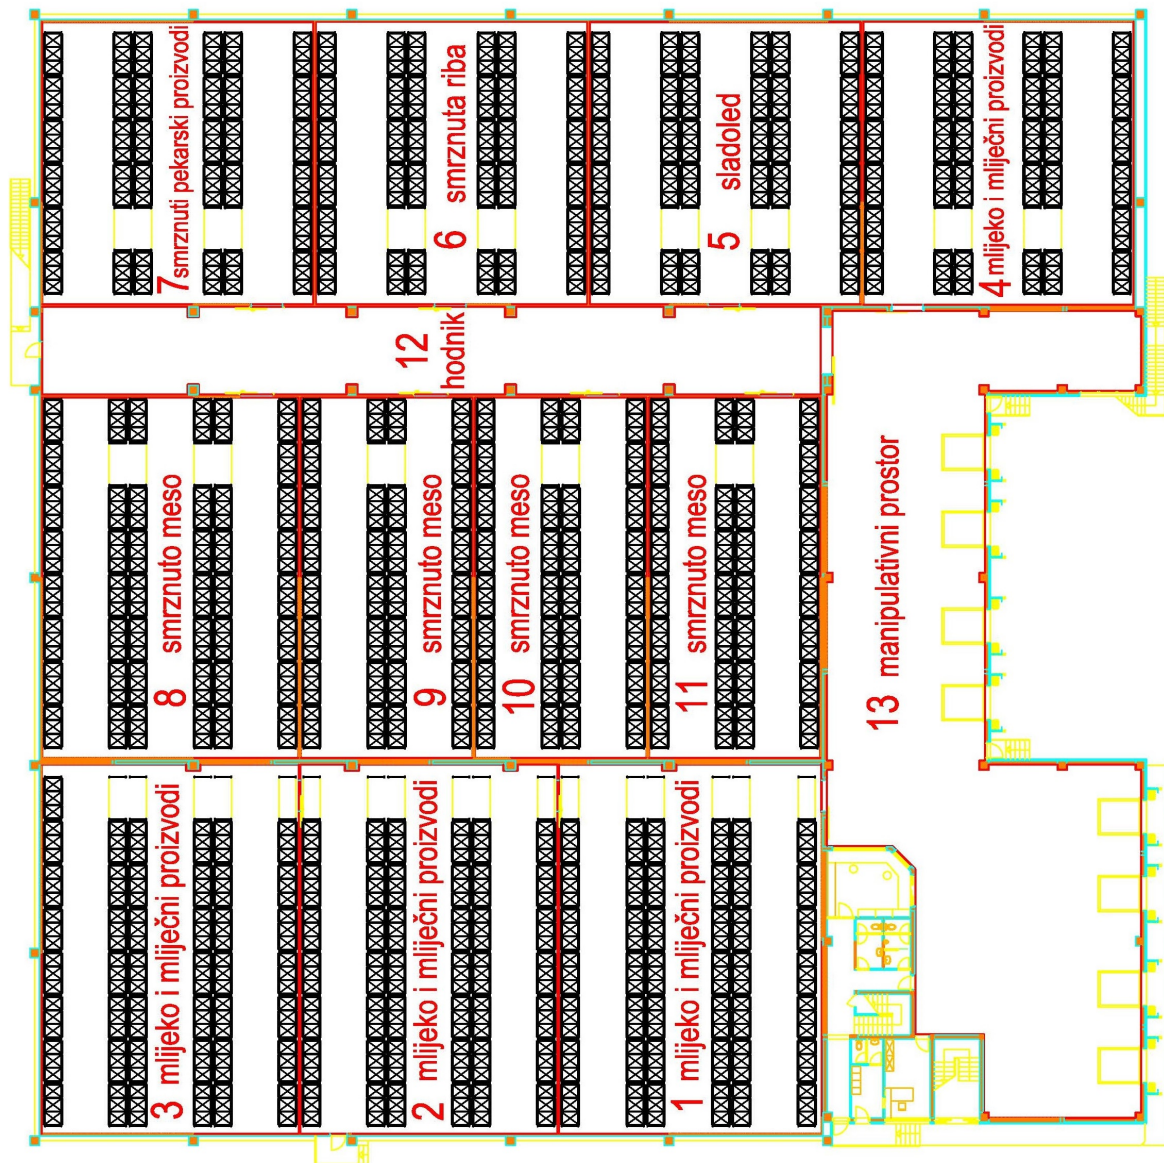 7 smrznuti pekarski proizvodi
6 smrznuta riba
5 sladoled
4 mlijeko i mliječni proizvodi
12 hodnik
8 smrznuto meso
9 smrznuto meso
10 smrznuto meso
11 smrznuto meso
13 manipulativni prostor
3 mlijeko i mliječni proizvodi
2 mlijeko i mliječni proizvodi
1 mlijeko i mliječni proizvodi